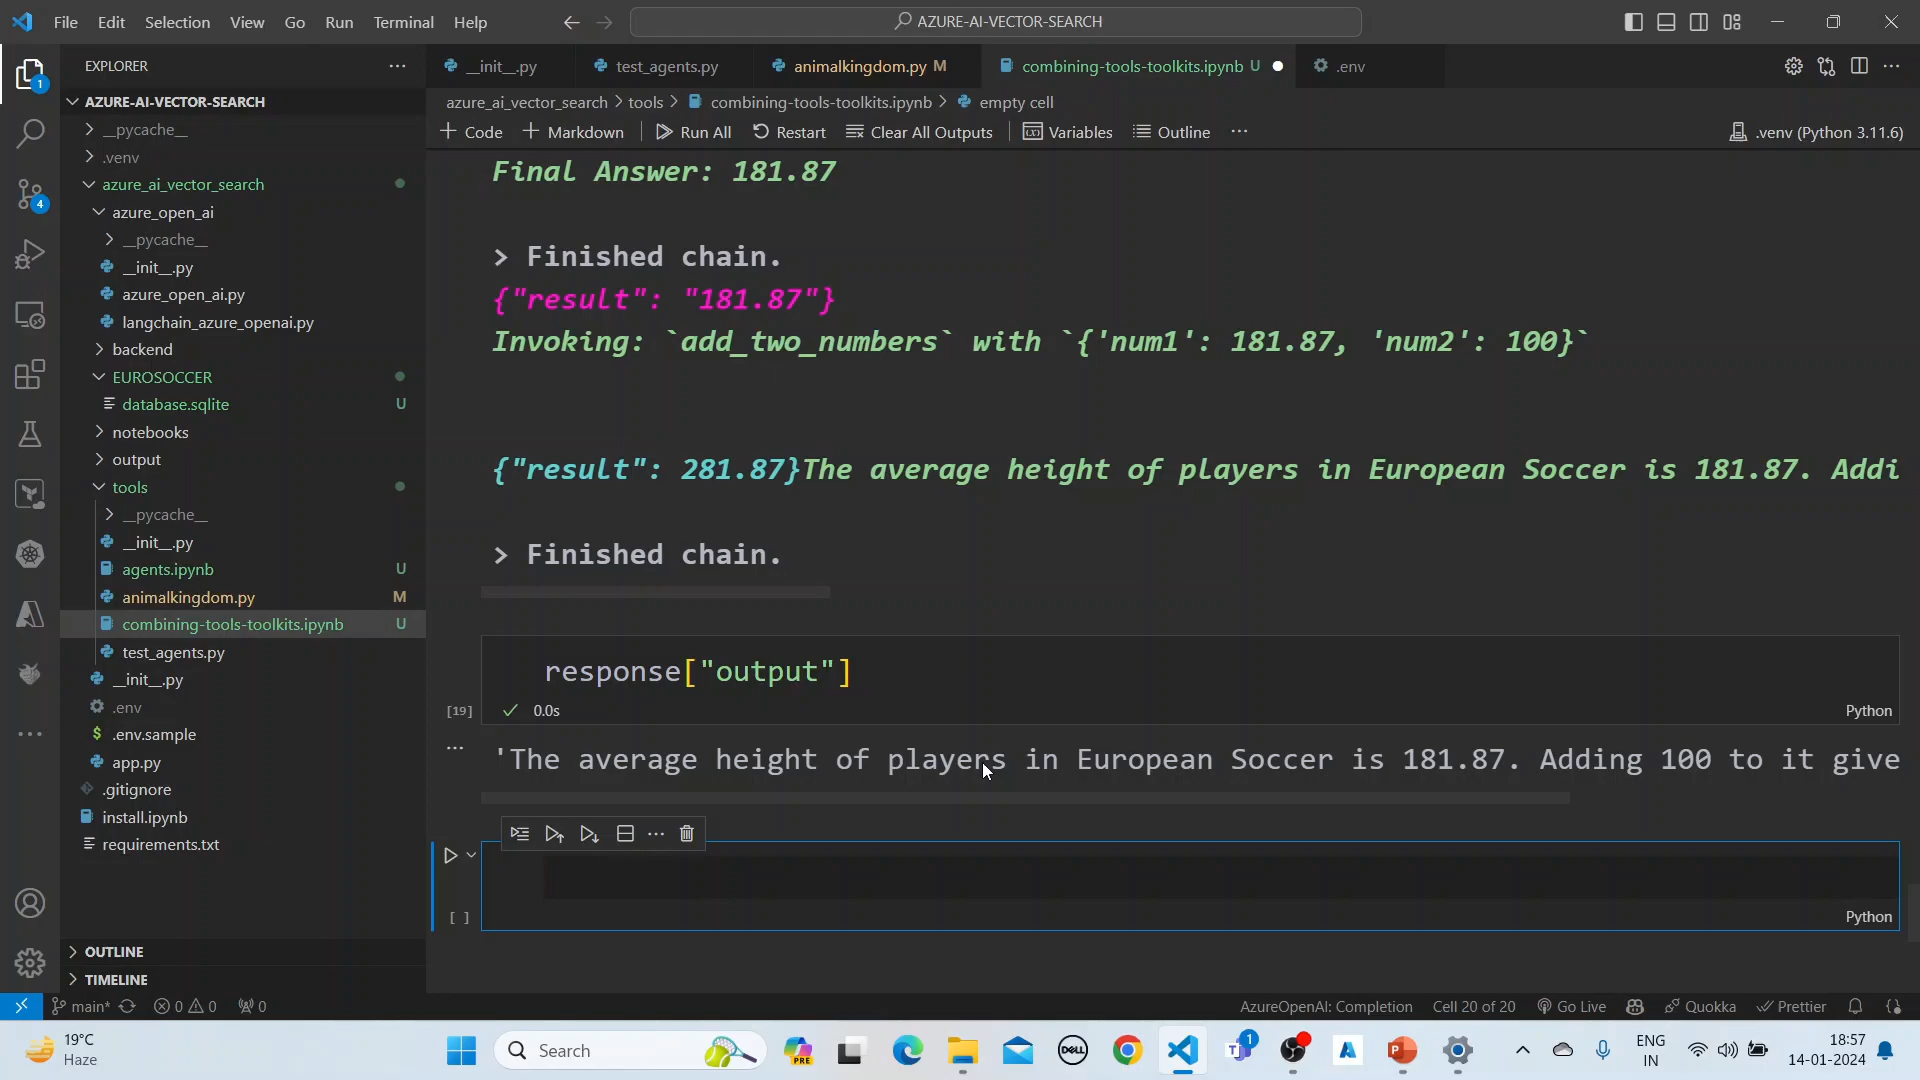 File Edit Selection View Go Run Terminal Help
AZURE-AI-VECTOR-SEARCH
EXPLORER
__init__.py
test_agents.py
animalkingdom.py M
combining-tools-toolkits.ipynb U
.env
AZURE-AI-VECTOR-SEARCH
azure_ai_vector_search > tools > combining-tools-toolkits.ipynb > empty cell
Code Markdown Run All Restart Clear All Outputs Variables Outline ...
.venv (Python 3.11.6)
__pycache__
.venv
azure_ai_vector_search
azure_open_ai
__pycache__
__init__.py
azure_open_ai.py
langchain_azure_openai.py
backend
EUROSOCCER
database.sqlite U
notebooks
output
tools
__pycache__
__init__.py
agents.ipynb U
animalkingdom.py M
combining-tools-toolkits.ipynb U
test_agents.py
__init__.py
.env
.env.sample
app.py
.gitignore
install.ipynb
requirements.txt
OUTLINE
TIMELINE
1
4
Final Answer: 181.87
> Finished chain.
{"result": "181.87"}
Invoking: `add_two_numbers` with `{'num1': 181.87, 'num2': 100}`
{"result": 281.87}The average height of players in European Soccer is 181.87. Addi
> Finished chain.
response["output"]
[19] 0.0s Python
'The average height of players in European Soccer is 181.87. Adding 100 to it give
[ ] Python
main* 0 0 0
AzureOpenAI: Completion Cell 20 of 20 Go Live Quokka Prettier
19°C
Haze
Search
PRE
DELL
1
ENG
IN
18:57
14-01-2024